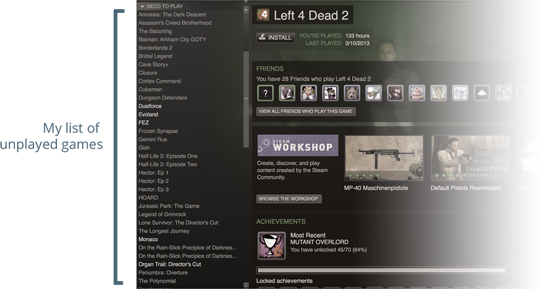 My list of
unplayed games
NEED TO PLAY
Amnesia: The Dark Descent
Assassin's Creed Brotherhood
The Baconing
Batman: Arkham City GOTY
Borderlands 2
Brütal Legend
Cave Story+
Closure
Cortex Command
Cubemen
Dungeon Defenders
Dustforce
Evoland
FEZ
Frozen Synapse
Gemini Rue
Gish
Half-Life 2: Episode One
Half-Life 2: Episode Two
Hector: Ep 1
Hector: Ep 2
Hector: Ep 3
HOARD
Jurassic Park: The Game
Legend of Grimrock
Lone Survivor: The Director's Cut
The Longest Journey
Monaco
On the Rain-Slick Precipice of Darknes...
On the Rain-Slick Precipice of Darknes...
Organ Trail: Director's Cut
Penumbra: Overture
The Polynomial
Left 4 Dead 2
INSTALL
YOU'VE PLAYED 133 hours
LAST PLAYED 3/10/2013
FRIENDS
You have 28 Friends who play Left 4 Dead 2
VIEW ALL FRIENDS WHO PLAY THIS GAME
STEAM
WORKSHOP
Create, discover, and play
content created by the Steam
Community.
BROWSE THE WORKSHOP
MP-40 Maschinenpistole
Default Pistols Reanimated
ACHIEVEMENTS
Most Recent
MUTANT OVERLORD
You have unlocked 45/70 (64%)
Locked achievements